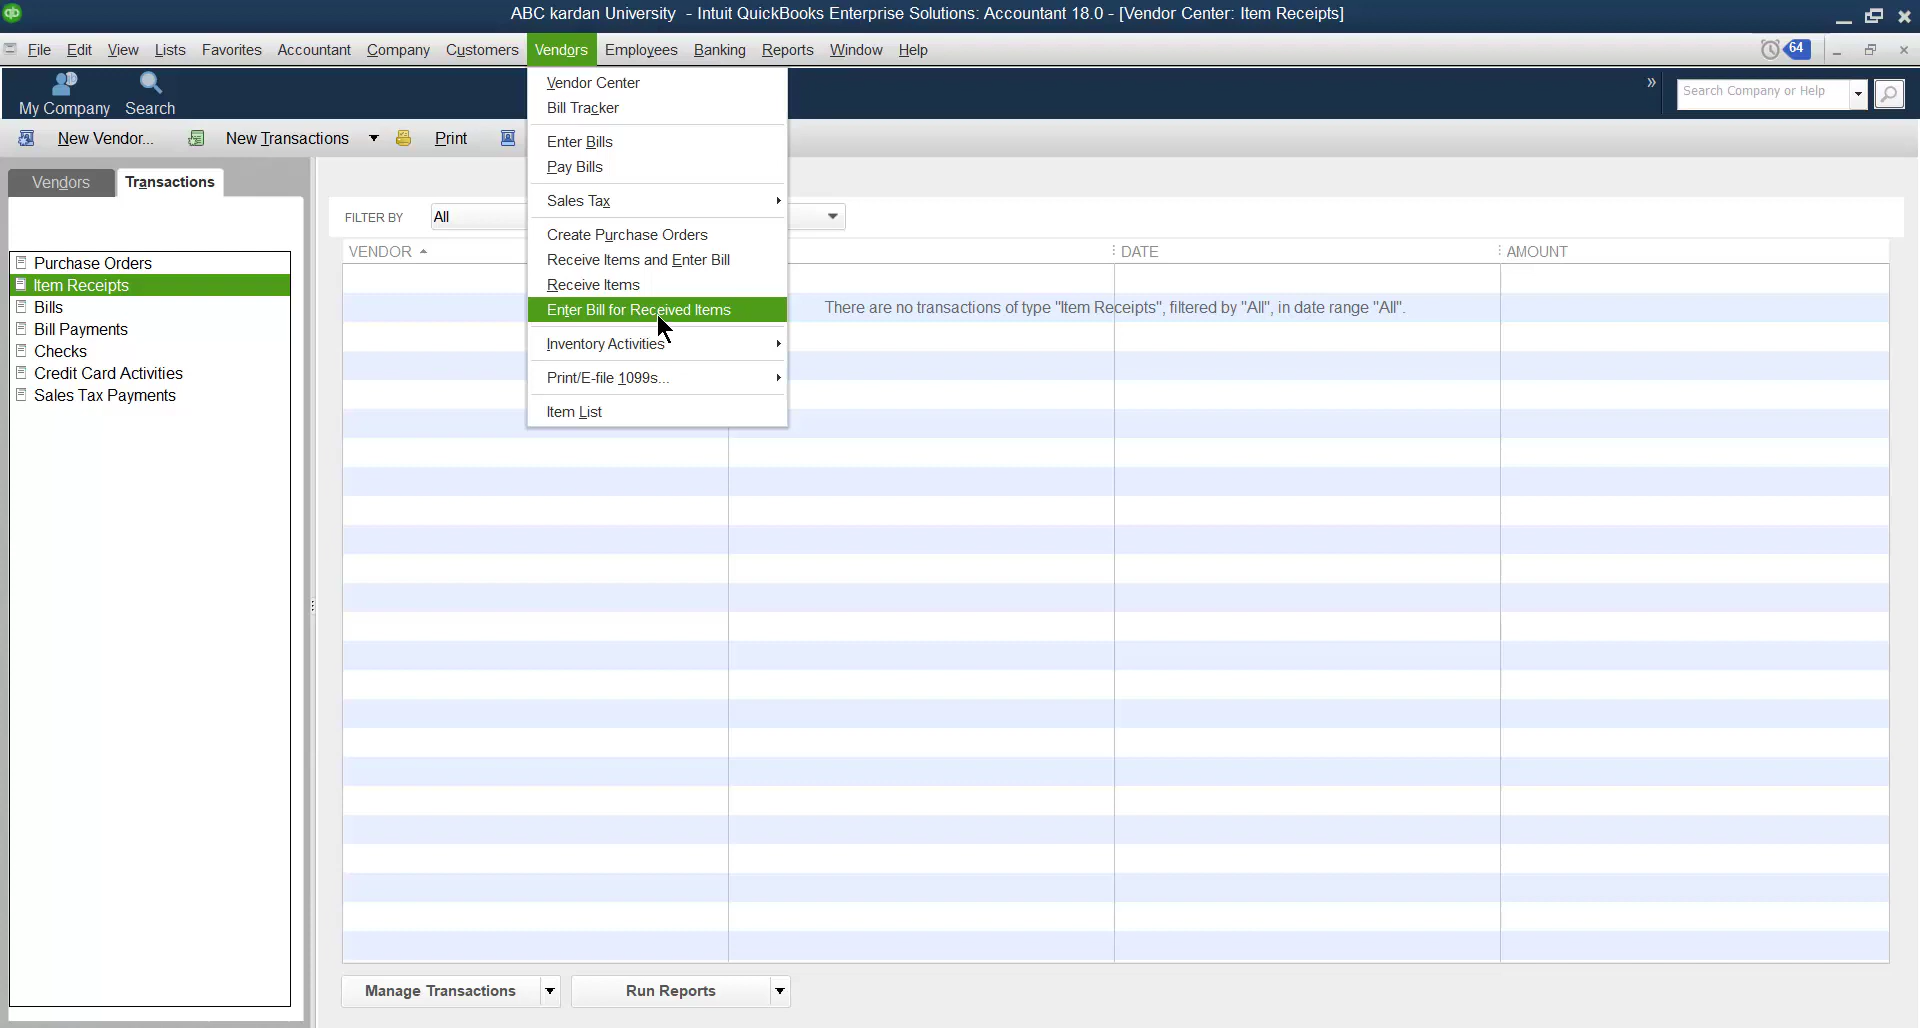 ABC kardan University - Intuit QuickBooks Enterprise Solutions: Accountant 18.0 - [Vendor Center: Item Receipts]
File Edit View Lists Favorites Accountant Company Customers Vendors Employees Banking Reports Window Help
64
My Company
Search
Search Company or Help
New Vendor...
New Transactions
Print
Vendor Center
Bill Tracker
Enter Bills
Pay Bills
Sales Tax
Create Purchase Orders
Receive Items and Enter Bill
Receive Items
Enter Bill for Received Items
Inventory Activities
Print/E-file 1099s...
Item List
Vendors
Transactions
Purchase Orders
Item Receipts
Bills
Bill Payments
Checks
Credit Card Activities
Sales Tax Payments
FILTER BY All
VENDOR DATE AMOUNT
There are no transactions of type "Item Receipts", filtered by "All", in date range "All".
Manage Transactions
Run Reports